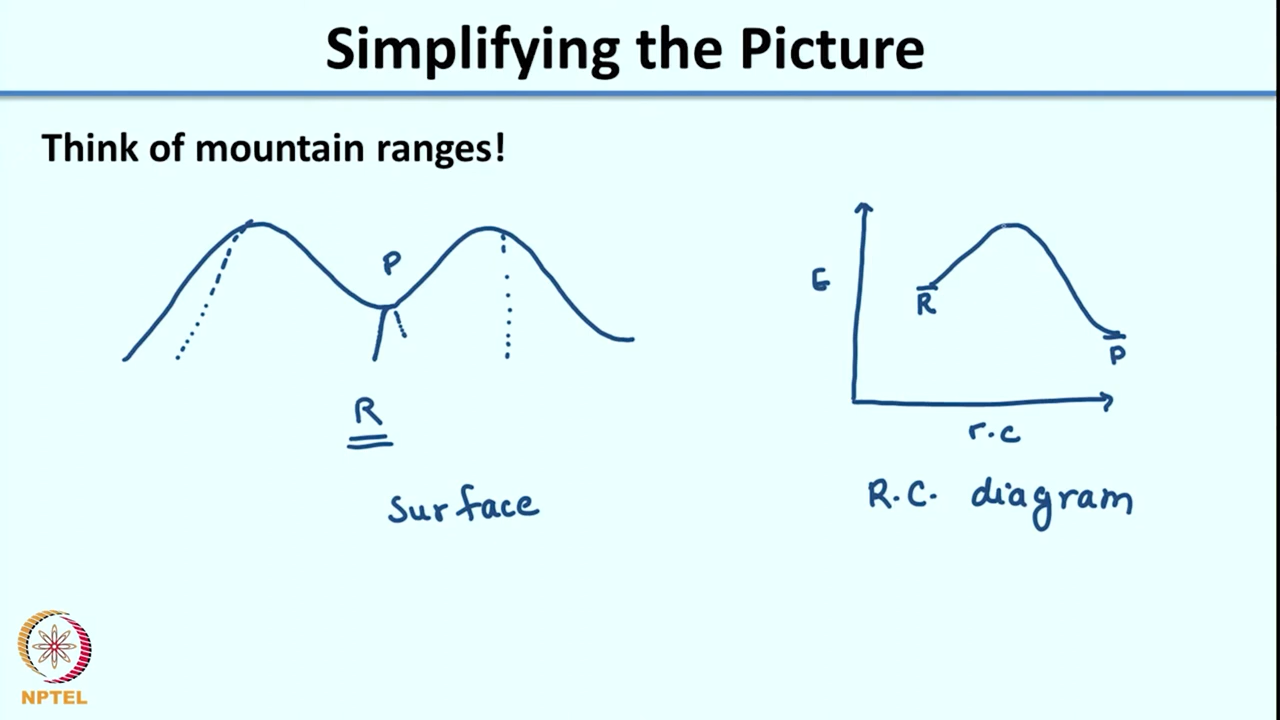 Simplifying the Picture
Think of mountain ranges!
P
R
surface
E
R
P
r.c
R.C. diagram
NPTEL